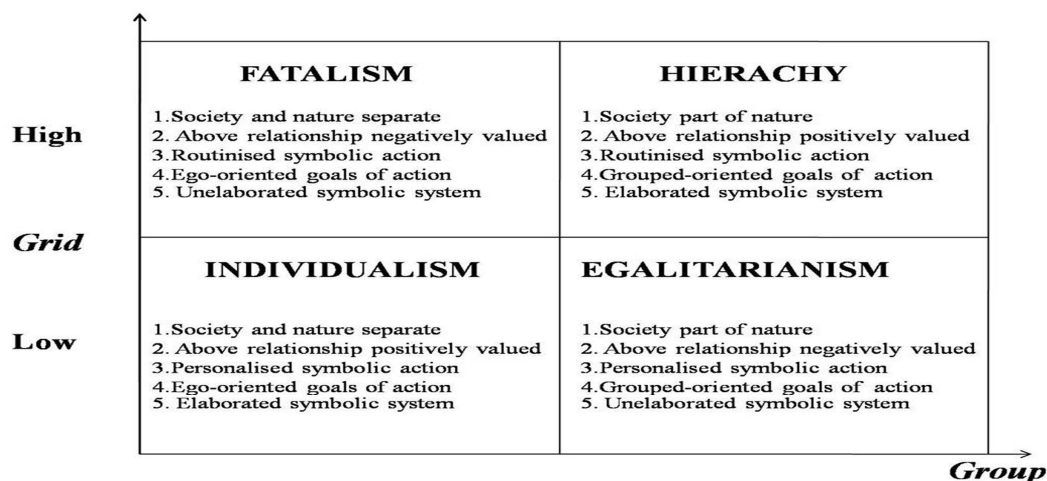 FATALISM
1.Society and nature separate
2. Above relationship negatively valued
3.Routinised symbolic action
4.Ego-oriented goals of action
5. Unelaborated symbolic system
HIERACHY
1.Society part of nature
2. Above relationship positively valued
3.Routinised symbolic action
4.Grouped-oriented goals of action
5. Elaborated symbolic system
High
Grid
Low
INDIVIDUALISM
1.Society and nature separate
2. Above relationship positively valued
3.Personalised symbolic action
4.Ego-oriented goals of action
5. Elaborated symbolic system
EGALITARIANISM
1.Society part of nature
2. Above relationship negatively valued
3.Personalised symbolic action
4.Grouped-oriented goals of action
5. Unelaborated symbolic system
Group